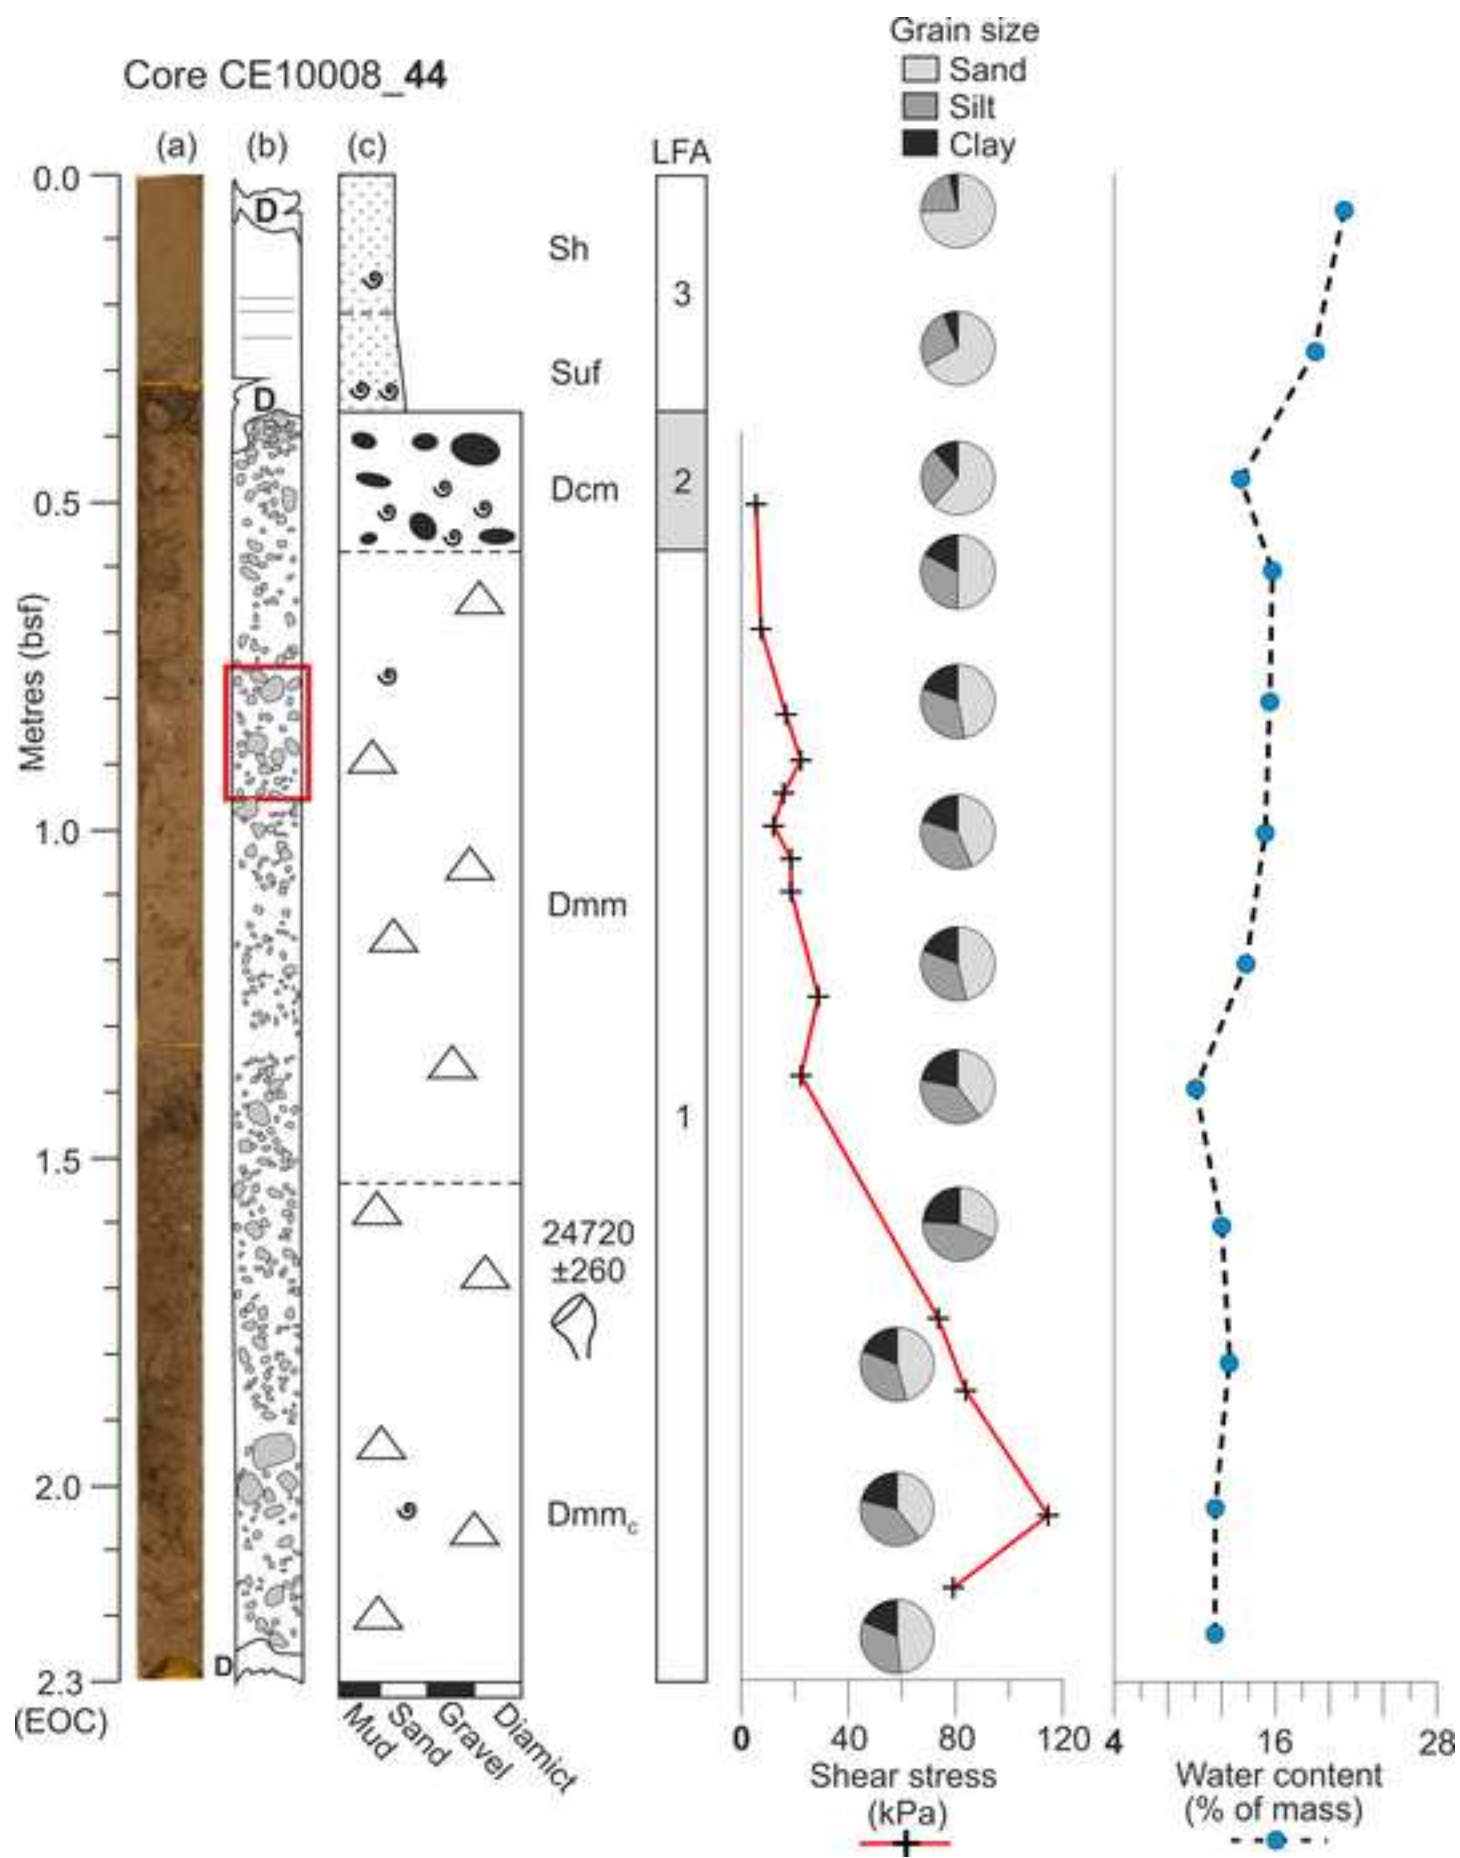 Grain size
Sand
Silt
Clay
Core CE10008_44
(a) (b) (c) LFA
0.0
0.5
1.0
1.5
2.0
2.3
(EOC)
Metres (bsf)
D
D
D
Sh
Suf
Dcm
Dmm
24720
±260
Dmmc
3
2
1
Mud
Sand
Gravel
Diamict
0 40 80 120
Shear stress
(kPa)
4 16 28
Water content
(% of mass)